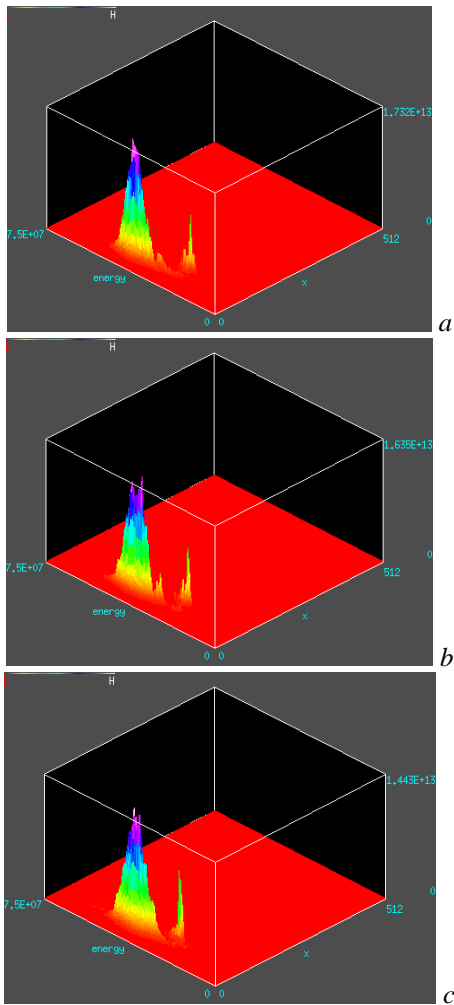 L H
1.732E+13
7.5E+07
0
512
energy
x
0 0
a
L H
1.635E+13
7.5E+07
0
512
energy
x
0 0
b
L H
1.443E+13
7.5E+07
0
512
energy
x
0 0
c